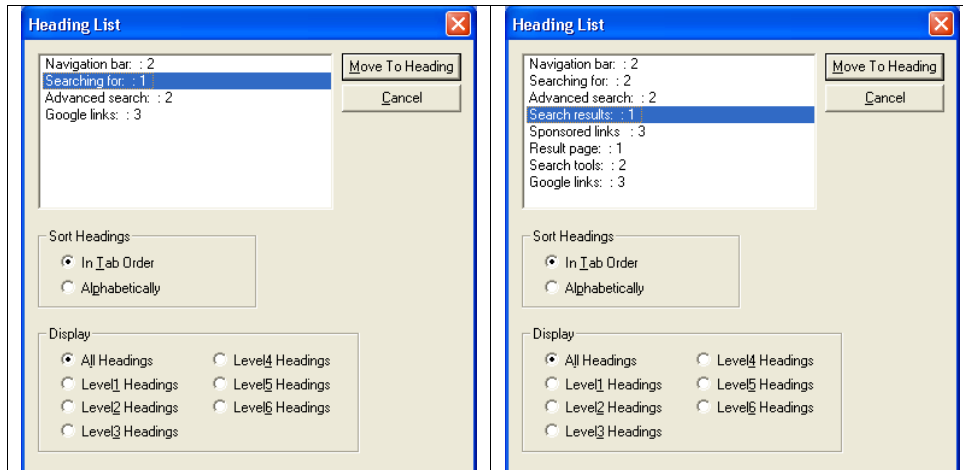 Heading List
Navigation bar: : 2
Searching for: : 1
Advanced search: : 2
Google links: : 3
Move To Heading
Cancel
Sort Headings
In Tab Order
Alphabetically
Display
All Headings
Level1 Headings
Level2 Headings
Level3 Headings
Level4 Headings
Level5 Headings
Level6 Headings
Heading List
Navigation bar: : 2
Searching for: : 2
Advanced search: : 2
Search results: : 1
Sponsored links : 3
Result page: : 1
Search tools: : 2
Google links: : 3
Move To Heading
Cancel
Sort Headings
In Tab Order
Alphabetically
Display
All Headings
Level1 Headings
Level2 Headings
Level3 Headings
Level4 Headings
Level5 Headings
Level6 Headings